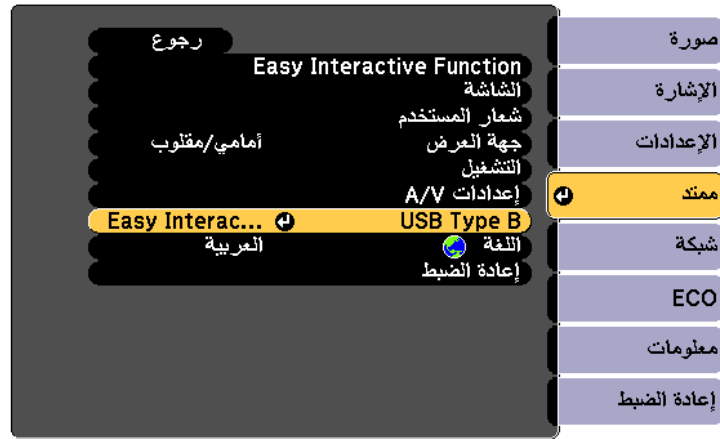 رجوع
Easy Interactive Function
الشاشة
شعار المستخدم
جهة العرض أمامي/مقلوب
التشغيل
إعدادات A/V
USB Type B Easy Interac...
اللغة العربية
إعادة الضبط
صورة
الإشارة
الإعدادات
ممتد
شبكة
ECO
معلومات
إعادة الضبط